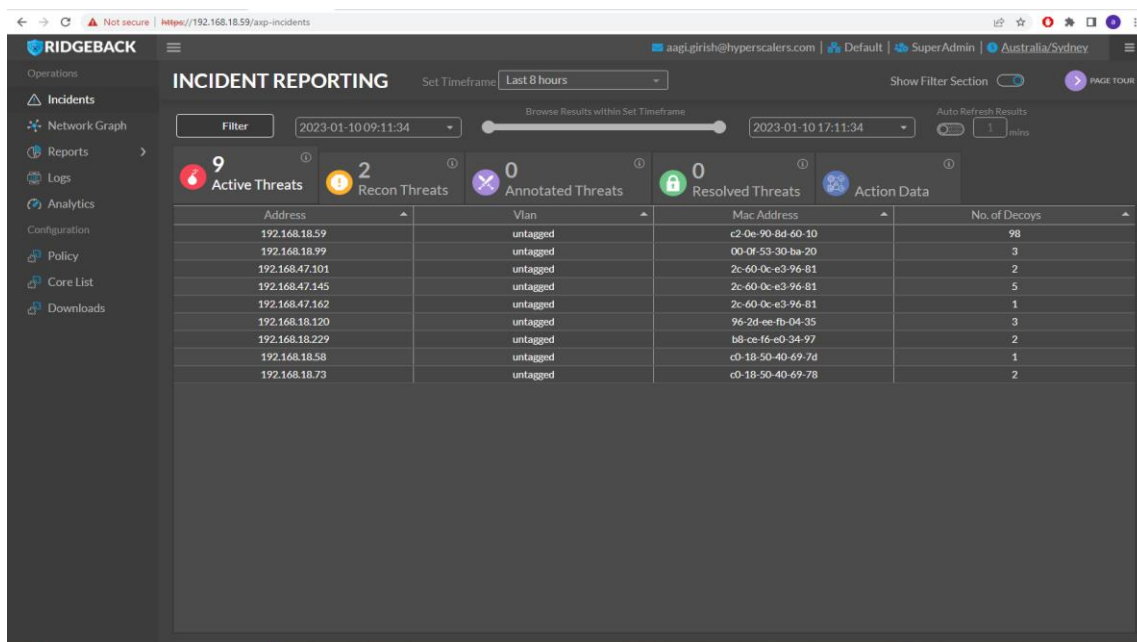 Not secure | https://192.168.18.59/axp-incidents
RIDGEBACK
aagi.girish@hyperscalers.com | Default | SuperAdmin | Australia/Sydney
Operations
Incidents
Network Graph
Reports
Logs
Analytics
Configuration
Policy
Core List
Downloads
INCIDENT REPORTING Set Timeframe Last 8 hours Show Filter Section PAGE TOUR
Browse Results within Set Timeframe Auto Refresh Results
Filter 2023-01-10 09:11:34 2023-01-10 17:11:34 1 mins
9 Active Threats
2 Recon Threats
0 Annotated Threats
0 Resolved Threats
Action Data
Address Vlan Mac Address No. of Decoys
192.168.18.59 untagged c2-0e-90-8d-60-10 98
192.168.18.99 untagged 00-0f-53-30-ba-20 3
192.168.47.101 untagged 2c-60-0c-e3-96-81 2
192.168.47.145 untagged 2c-60-0c-e3-96-81 5
192.168.47.162 untagged 2c-60-0c-e3-96-81 1
192.168.18.120 untagged 96-2d-ee-fb-04-35 3
192.168.18.229 untagged b8-ce-f6-e0-34-97 2
192.168.18.58 untagged c0-18-50-40-69-7d 1
192.168.18.73 untagged c0-18-50-40-69-78 2